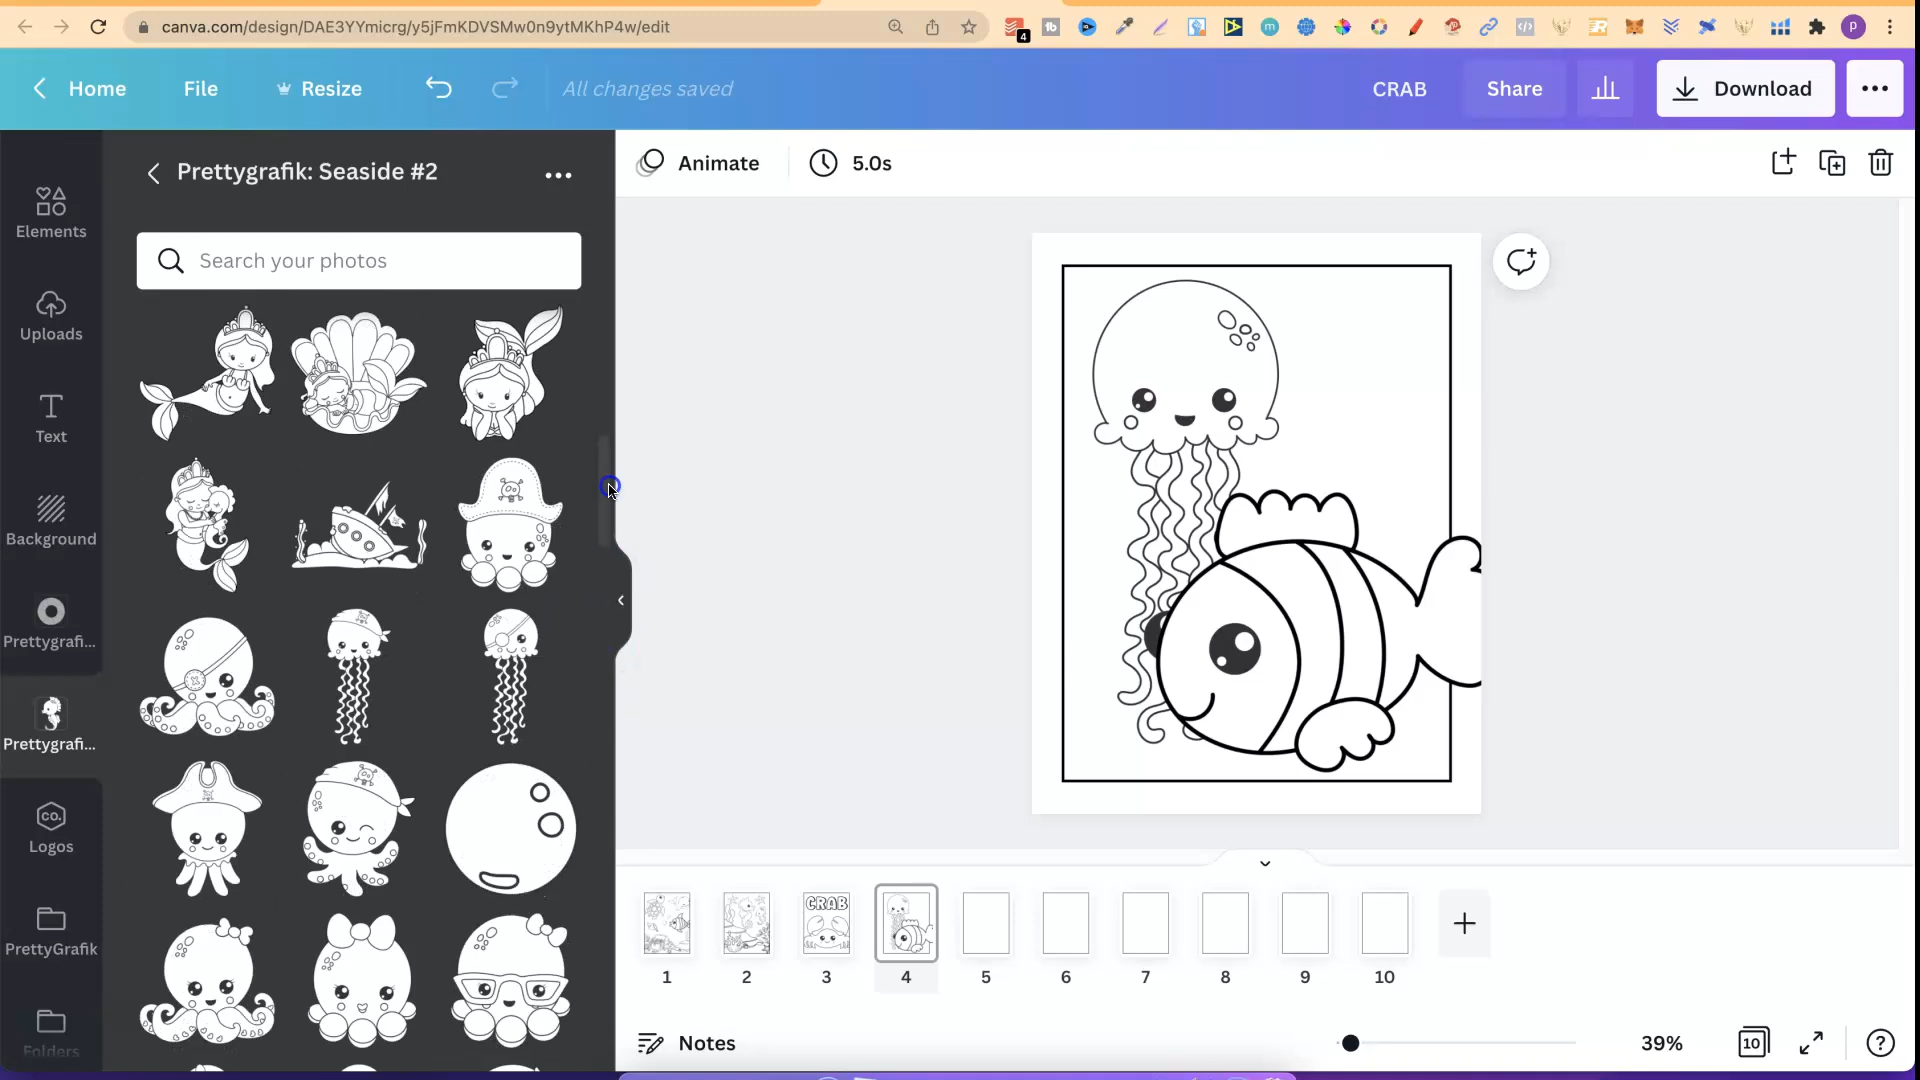 canva.com/design/DAE3YYmicrg/y5jFmKDVSMw0n9ytMKhP4w/edit
4
Home
File
Resize
All changes saved
CRAB
Share
Download
Prettygrafik: Seaside #2
Animate
5.0s
Elements
Search your photos
Uploads
Text
Background
Prettygrafi...
Prettygrafi...
CO.
Logos
PrettyGrafik
Folders
CRAB
1
2
3
4
5
6
7
8
9
10
Notes
39%
10
?